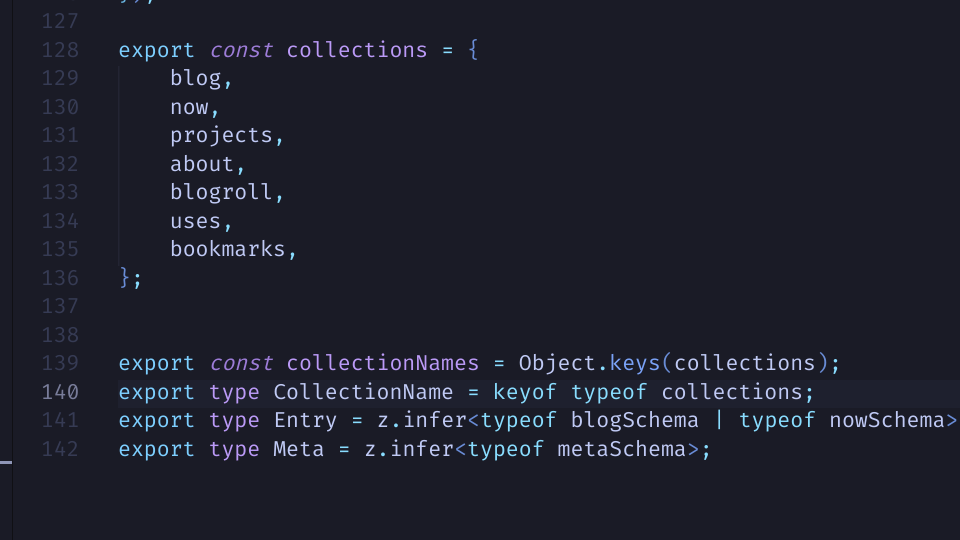 127
128 export const collections = {
129 blog,
130 now,
131 projects,
132 about,
133 blogroll,
134 uses,
135 bookmarks,
136 };
137
138
139 export const collectionNames = Object.keys(collections);
140 export type CollectionName = keyof typeof collections;
141 export type Entry = z.infer<typeof blogSchema | typeof nowSchema>
142 export type Meta = z.infer<typeof metaSchema>;